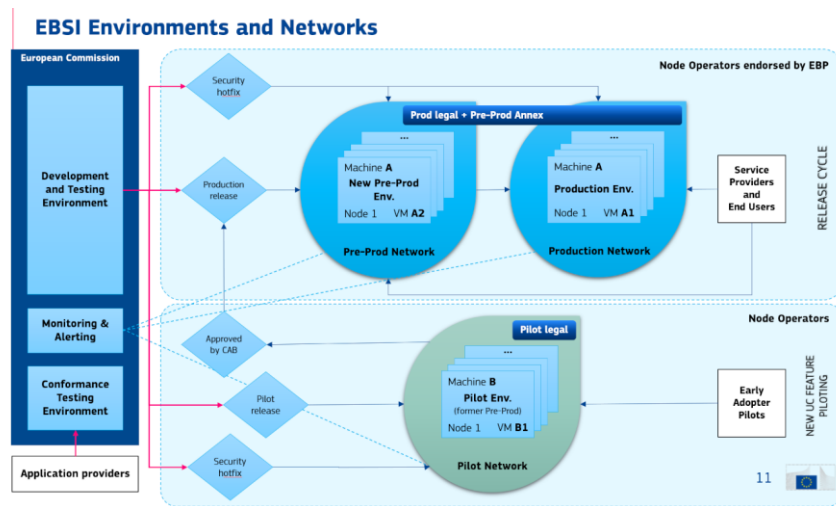 EBSI Environments and Networks
European Commission
Development
and Testing
Environment
Monitoring &
Alerting
Conformance
Testing
Environment
Application providers
Node Operators endorsed by EBP
Security
hotfix
Prod legal + Pre-Prod Annex
...
Machine A
New Pre-Prod
Env.
Node 1 VM A2
Pre-Prod Network
...
Machine A
Production Env.
Node 1 VM A1
Production Network
Production
release
Service
Providers
and
End Users
RELEASE CYCLE
Node Operators
Approved
by CAB
Pilot legal
...
Machine B
Pilot Env.
(former Pre-Prod)
Node 1 VM B1
Pilot Network
Pilot
release
Security
hotfix
Early
Adopter
Pilots
NEW UC FEATURE
PILOTING
11